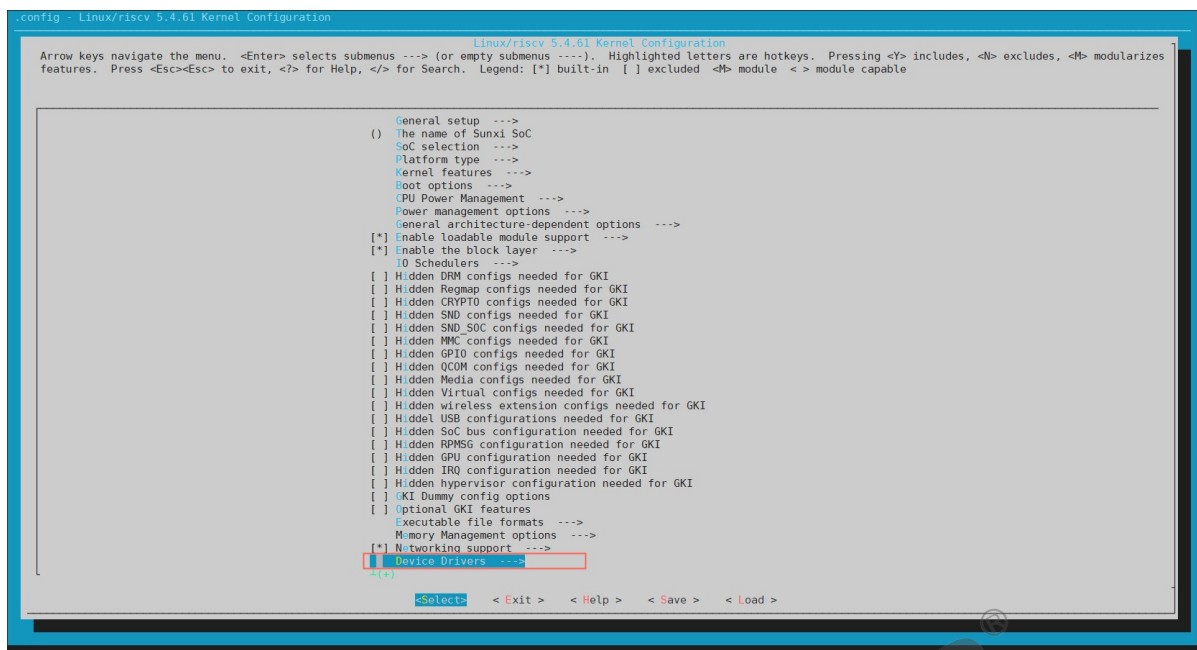 .config - Linux/riscv 5.4.61 Kernel Configuration
Linux/riscv 5.4.61 Kernel Configuration
Arrow keys navigate the menu.  <Enter> selects submenus ---> (or empty submenus ----).  Highlighted letters are hotkeys.  Pressing <Y> includes, <N> excludes, <M> modularizes
features.  Press <Esc><Esc> to exit, <?> for Help, </> for Search.  Legend: [*] built-in  [ ] excluded  <M> module  < > module capable
General setup  --->
()  The name of Sunxi SoC
SoC selection  --->
Platform type  --->
Kernel features  --->
Boot options  --->
CPU Power Management  --->
Power management options  --->
General architecture-dependent options  --->
[*] Enable loadable module support  --->
[*] Enable the block layer  --->
IO Schedulers  --->
[ ] Hidden DRM configs needed for GKI
[ ] Hidden Regmap configs needed for GKI
[ ] Hidden CRYPTO configs needed for GKI
[ ] Hidden SND configs needed for GKI
[ ] Hidden SND_SOC configs needed for GKI
[ ] Hidden MMC configs needed for GKI
[ ] Hidden GPIO configs needed for GKI
[ ] Hidden QCOM configs needed for GKI
[ ] Hidden Media configs needed for GKI
[ ] Hidden Virtual configs needed for GKI
[ ] Hidden wireless extension configs needed for GKI
[ ] Hiddel USB configurations needed for GKI
[ ] Hidden SoC bus configuration needed for GKI
[ ] Hidden RPMSG configuration needed for GKI
[ ] Hidden GPU configuration needed for GKI
[ ] Hidden IRQ configuration needed for GKI
[ ] Hidden hypervisor configuration needed for GKI
[ ] GKI Dummy config options
[ ] Optional GKI features
Executable file formats  --->
Memory Management options  --->
[*] Networking support  --->
Device Drivers  --->
┴(+)
<Select>    < Exit >    < Help >    < Save >    < Load >
®